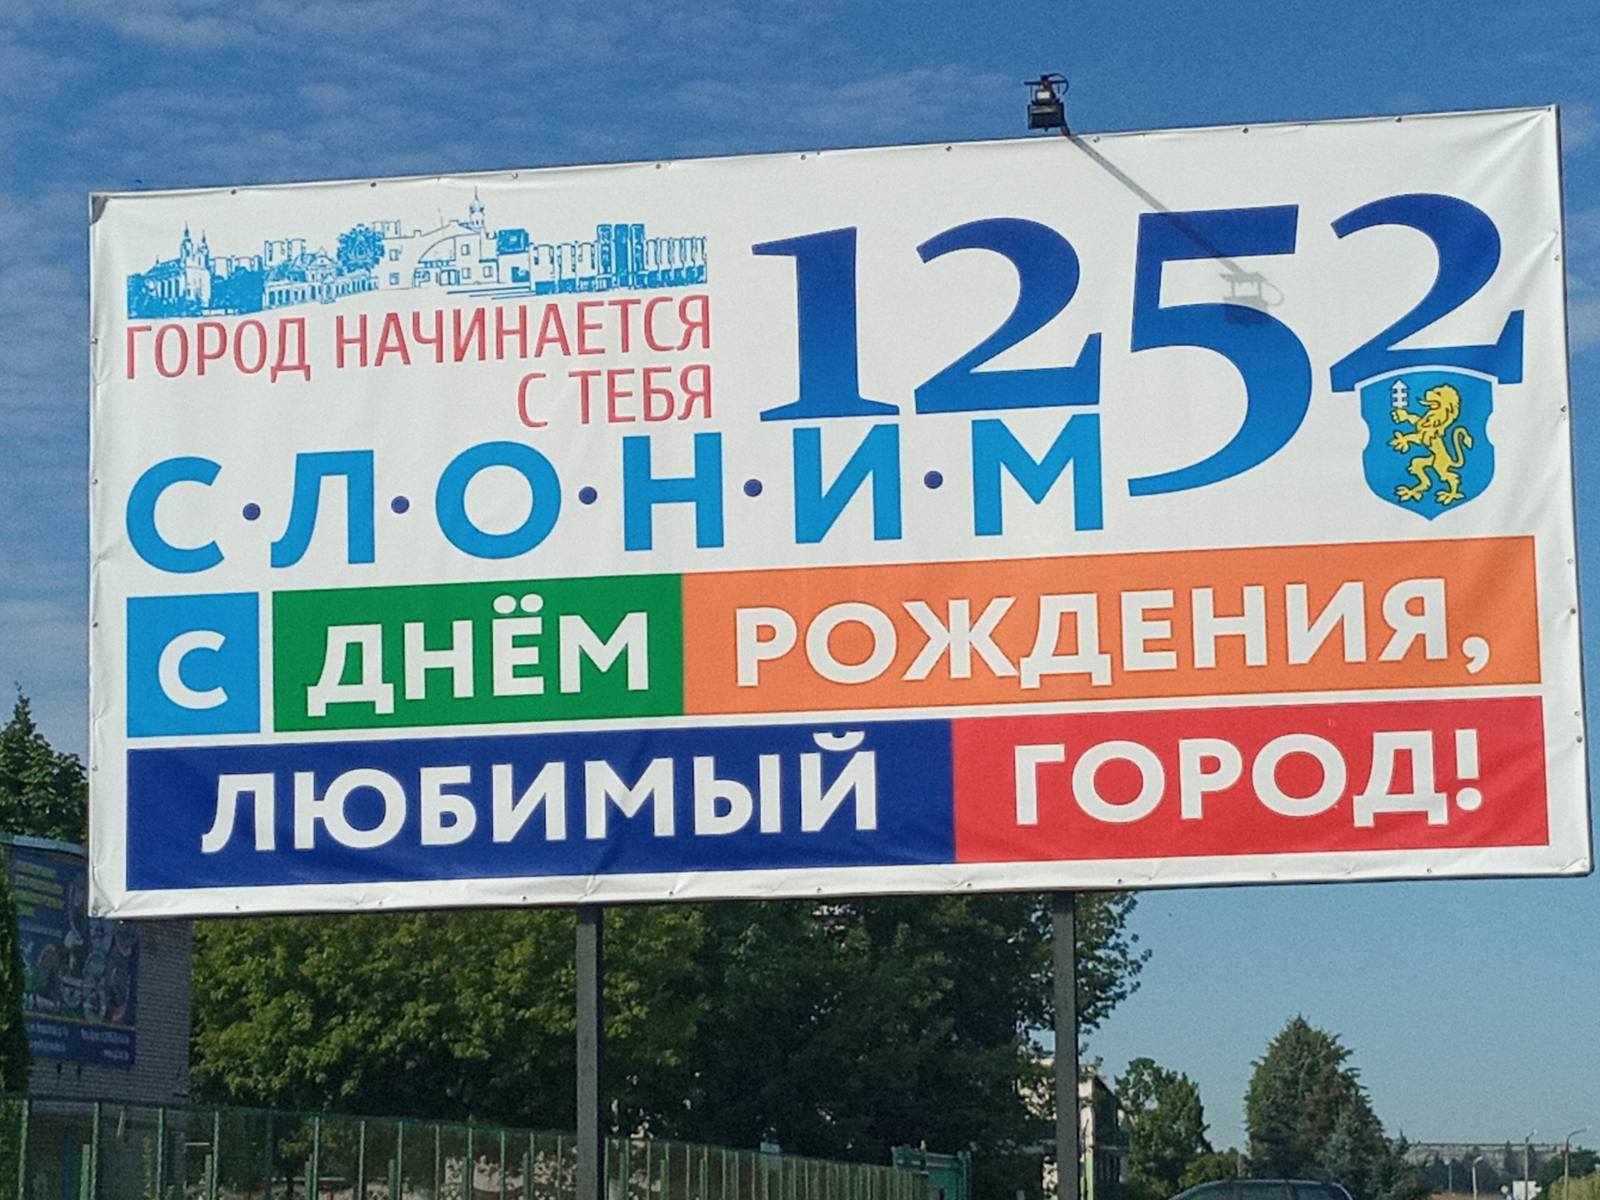 ГОРОД НАЧИНАЕТСЯ
С ТЕБЯ
1252
С·Л·О·Н·И·М
С ДНЁМ РОЖДЕНИЯ,
ЛЮБИМЫЙ ГОРОД!